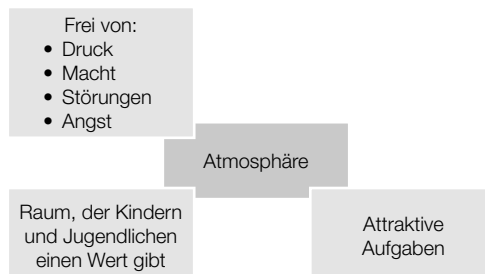 Frei von:
• Druck
• Macht
• Störungen
• Angst
Atmosphäre
Raum, der Kindern
und Jugendlichen
einen Wert gibt
Attraktive
Aufgaben